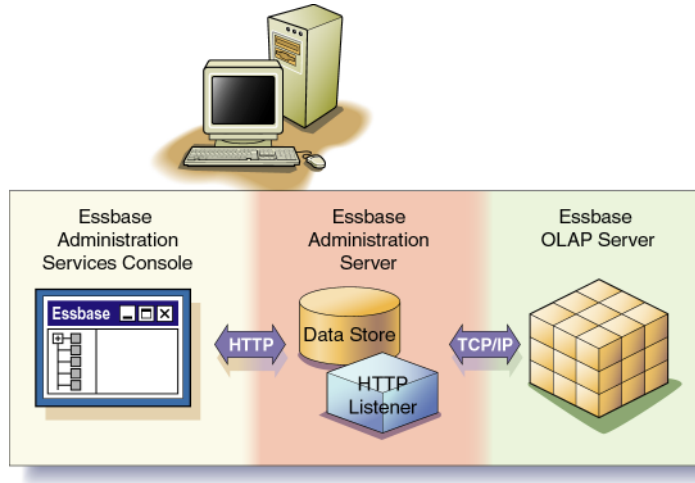 Essbase
Administration
Services Console
Essbase
Administration
Server
Essbase
OLAP Server
Essbase
HTTP
Data Store
HTTP
Listener
TCP/IP